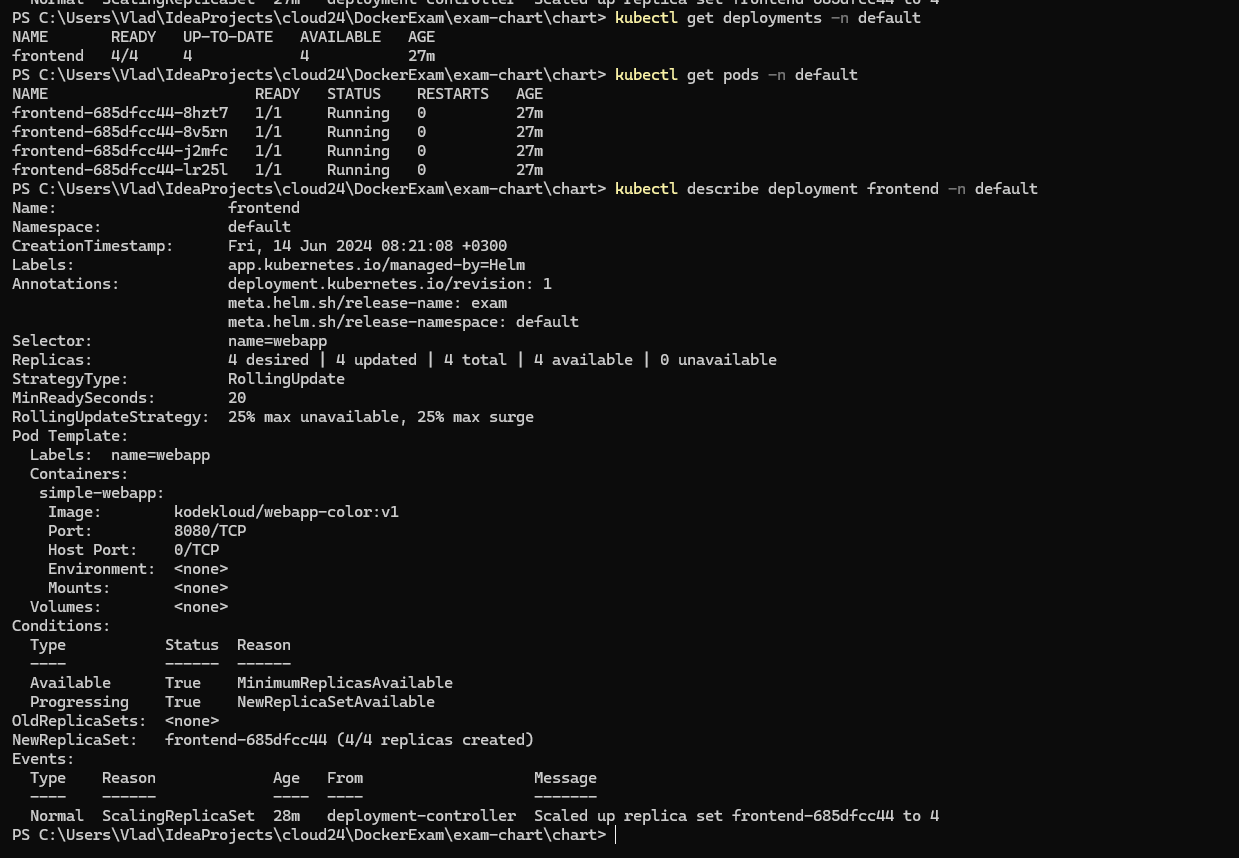 Normal  ScalingReplicaSet  27m  deployment-controller  Scaled up replica set frontend-685dfcc44 to 4
PS C:\Users\Vlad\IdeaProjects\cloud24\DockerExam\exam-chart\chart> kubectl get deployments -n default
NAME       READY   UP-TO-DATE   AVAILABLE   AGE
frontend   4/4     4            4           27m
PS C:\Users\Vlad\IdeaProjects\cloud24\DockerExam\exam-chart\chart> kubectl get pods -n default
NAME                       READY   STATUS    RESTARTS   AGE
frontend-685dfcc44-8hzt7   1/1     Running   0          27m
frontend-685dfcc44-8v5rn   1/1     Running   0          27m
frontend-685dfcc44-j2mfc   1/1     Running   0          27m
frontend-685dfcc44-lr25l   1/1     Running   0          27m
PS C:\Users\Vlad\IdeaProjects\cloud24\DockerExam\exam-chart\chart> kubectl describe deployment frontend -n default
Name:                   frontend
Namespace:              default
CreationTimestamp:      Fri, 14 Jun 2024 08:21:08 +0300
Labels:                 app.kubernetes.io/managed-by=Helm
Annotations:            deployment.kubernetes.io/revision: 1
                        meta.helm.sh/release-name: exam
                        meta.helm.sh/release-namespace: default
Selector:               name=webapp
Replicas:               4 desired | 4 updated | 4 total | 4 available | 0 unavailable
StrategyType:           RollingUpdate
MinReadySeconds:        20
RollingUpdateStrategy:  25% max unavailable, 25% max surge
Pod Template:
  Labels:  name=webapp
  Containers:
   simple-webapp:
    Image:        kodekloud/webapp-color:v1
    Port:         8080/TCP
    Host Port:    0/TCP
    Environment:  <none>
    Mounts:       <none>
  Volumes:        <none>
Conditions:
  Type           Status  Reason
  ----           ------  ------
  Available      True    MinimumReplicasAvailable
  Progressing    True    NewReplicaSetAvailable
OldReplicaSets:  <none>
NewReplicaSet:   frontend-685dfcc44 (4/4 replicas created)
Events:
  Type    Reason             Age   From                   Message
  ----    ------             ----  ----                   -------
  Normal  ScalingReplicaSet  28m   deployment-controller  Scaled up replica set frontend-685dfcc44 to 4
PS C:\Users\Vlad\IdeaProjects\cloud24\DockerExam\exam-chart\chart>